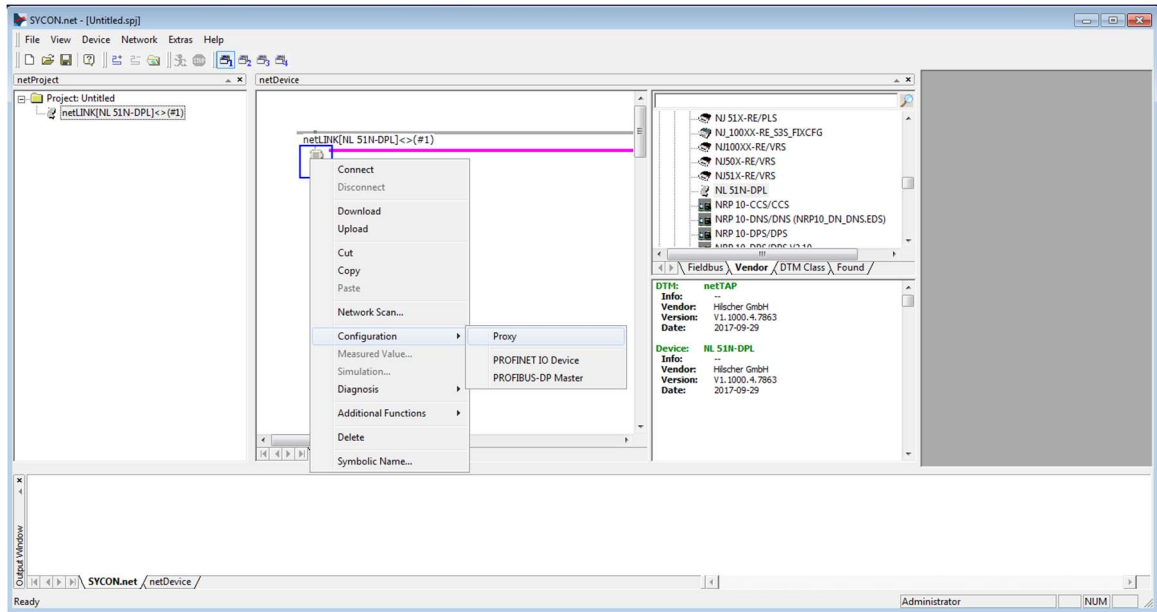 SYCON.net - [Untitled.spj]
File View Device Network Extras Help
netProject
netDevice
Project: Untitled
netLINK[NL 51N-DPL]<>(#1)
netLINK[NL 51N-DPL]<>(#1)
Connect
Disconnect
Download
Upload
Cut
Copy
Paste
Network Scan...
Configuration
Measured Value...
Simulation...
Diagnosis
Additional Functions
Delete
Symbolic Name...
Proxy
PROFINET IO Device
PROFIBUS-DP Master
NJ 51X-RE/PLS
NJ_100XX-RE_S3S_FIXCFG
NJ100XX-RE/VRS
NJ50X-RE/VRS
NJ51X-RE/VRS
NL 51N-DPL
NRP 10-CCS/CCS
NRP 10-DNS/DNS (NRP10_DN_DNS.EDS)
NRP 10-DPS/DPS
Fieldbus Vendor DTM Class Found
DTM: netTAP
Info: --
Vendor: Hilscher GmbH
Version: V1.1000.4.7863
Date: 2017-09-29
Device: NL 51N-DPL
Info: --
Vendor: Hilscher GmbH
Version: V1.1000.4.7863
Date: 2017-09-29
Output Window
SYCON.net netDevice
Ready
Administrator
NUM